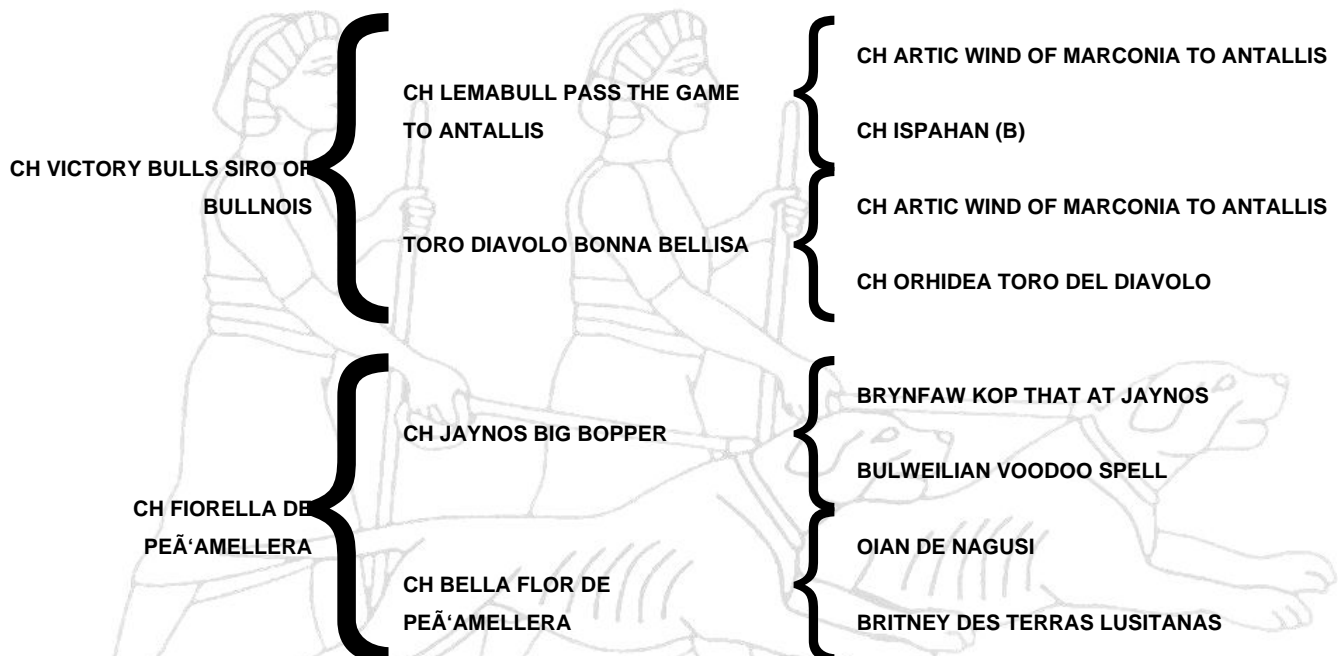 CH ARTIC WIND OF MARCONIA TO ANTALLIS
CH LEMABULL PASS THE GAME
TO ANTALLIS
CH ISPAHAN (B)
CH VICTORY BULLS SIRO OF
BULLNOIS
CH ARTIC WIND OF MARCONIA TO ANTALLIS
TORO DIAVOLO BONNA BELLISA
CH ORHIDEA TORO DEL DIAVOLO
BRYNFAW KOP THAT AT JAYNOS
CH JAYNOS BIG BOPPER
BULWEILIAN VOODOO SPELL
CH FIORELLA DE
PEÃ‘AMELLERA
OIAN DE NAGUSI
CH BELLA FLOR DE
PEÃ‘AMELLERA
BRITNEY DES TERRAS LUSITANAS